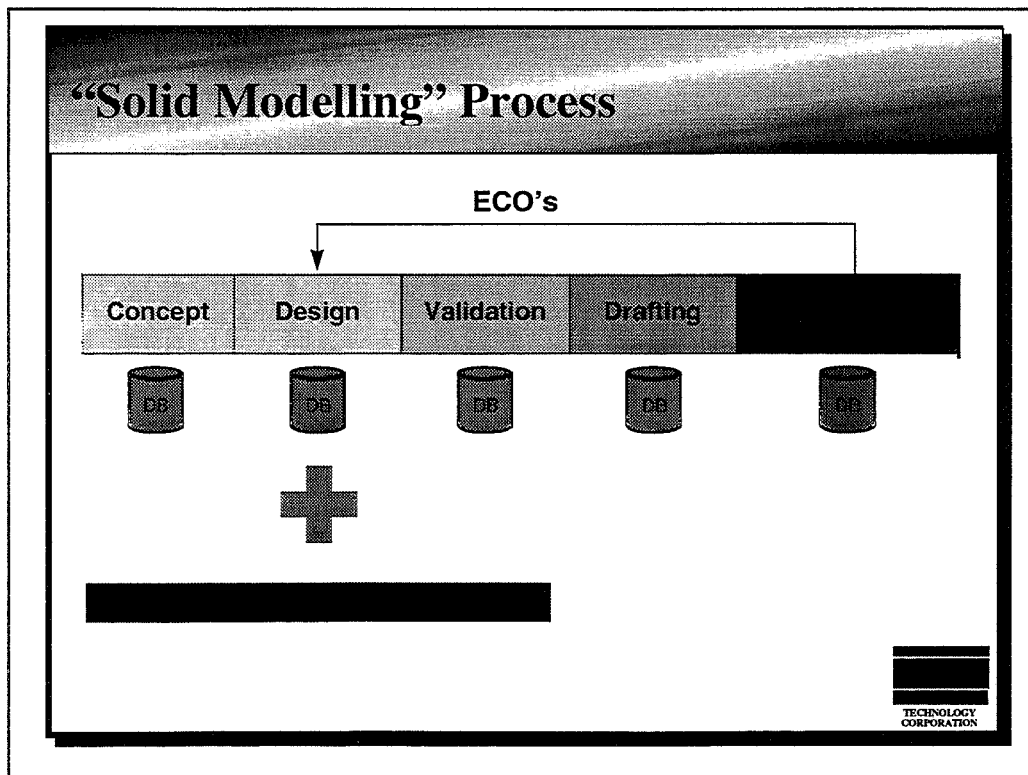 “Solid Modelling” Process
ECO's
Concept Design Validation Drafting
DB DB DB DB DB
TECHNOLOGY
CORPORATION